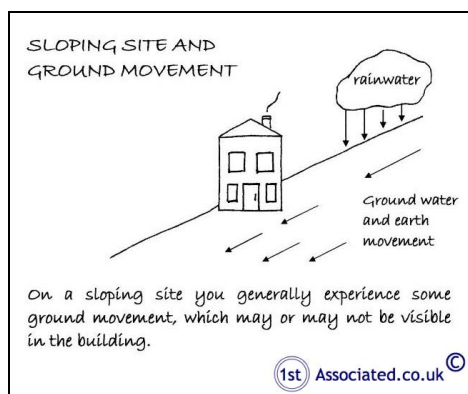 SLOPING SITE AND
GROUND MOVEMENT
rainwater
Ground water
and earth
movement
On a sloping site you generally experience some
ground movement, which may or may not be visible
in the building.
1st Associated.co.uk ©